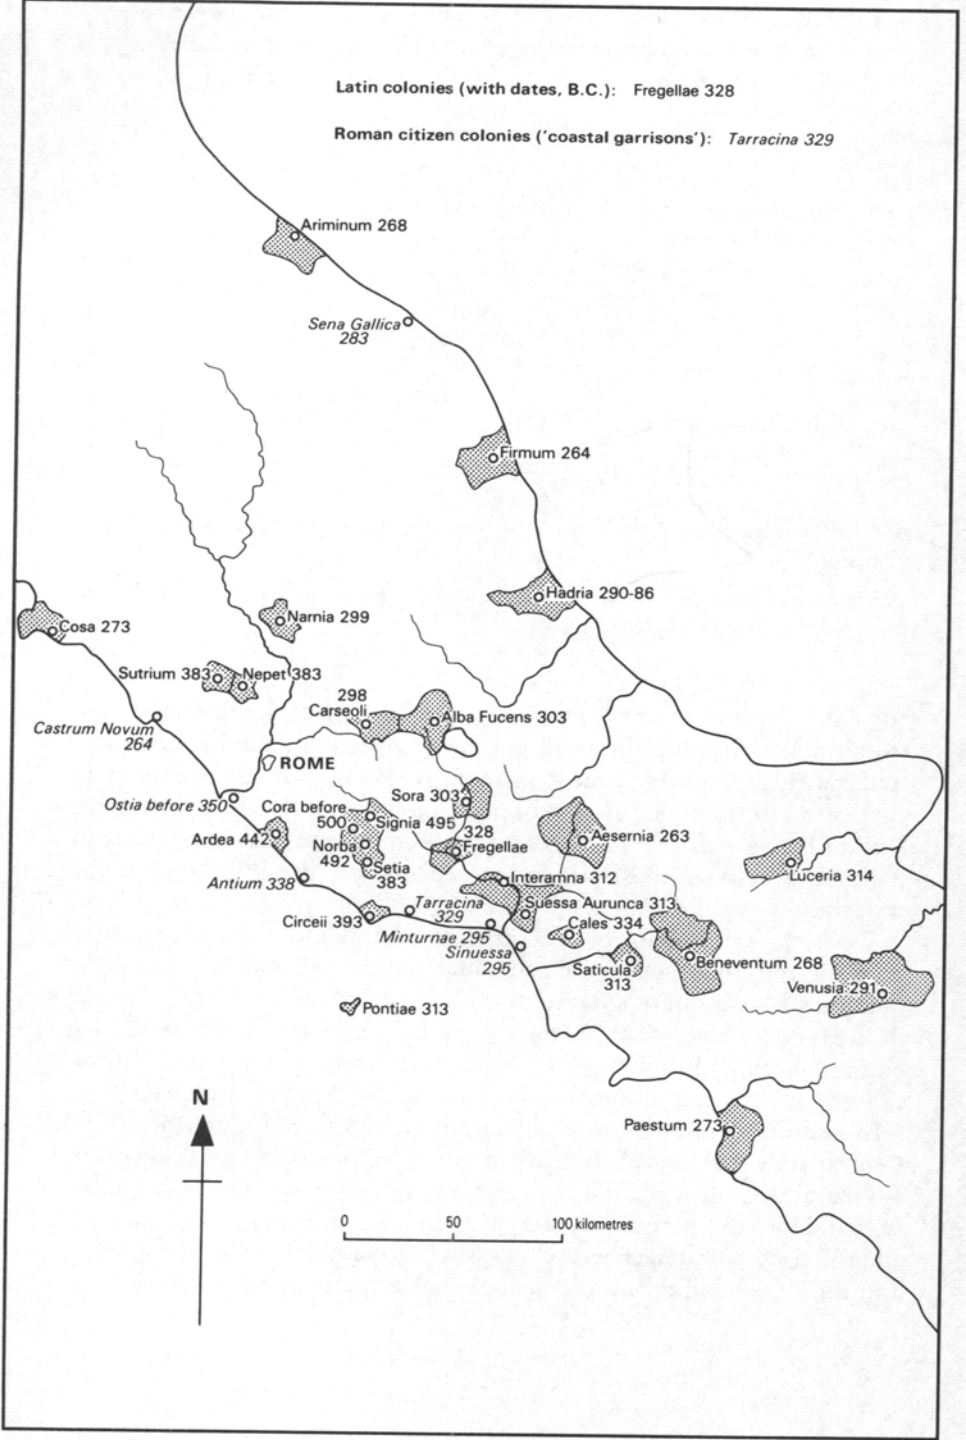 Latin colonies (with dates, B.C.): Fregellae 328
Roman citizen colonies ('coastal garrisons'): Tarracina 329
Ariminum 268
Sena Gallica
283
Firmum 264
Hadria 290-86
Narnia 299
Cosa 273
Sutrium 383
Nepet 383
298
Carseoli
Alba Fucens 303
Castrum Novum
264
ROME
Ostia before 350
Cora before
500
Signia 495
Sora 303
Ardea 442
Norba
492
328
Fregellae
Aesernia 263
Setia
383
Luceria 314
Antium 338
Interamna 312
Tarracina
329
Suessa Aurunca 313
Circeii 393
Cales 334
Minturnae 295
Sinuessa
295
Saticula
313
Beneventum 268
Venusia 291
Pontiae 313
N
Paestum 273
0 50 100 kilometres